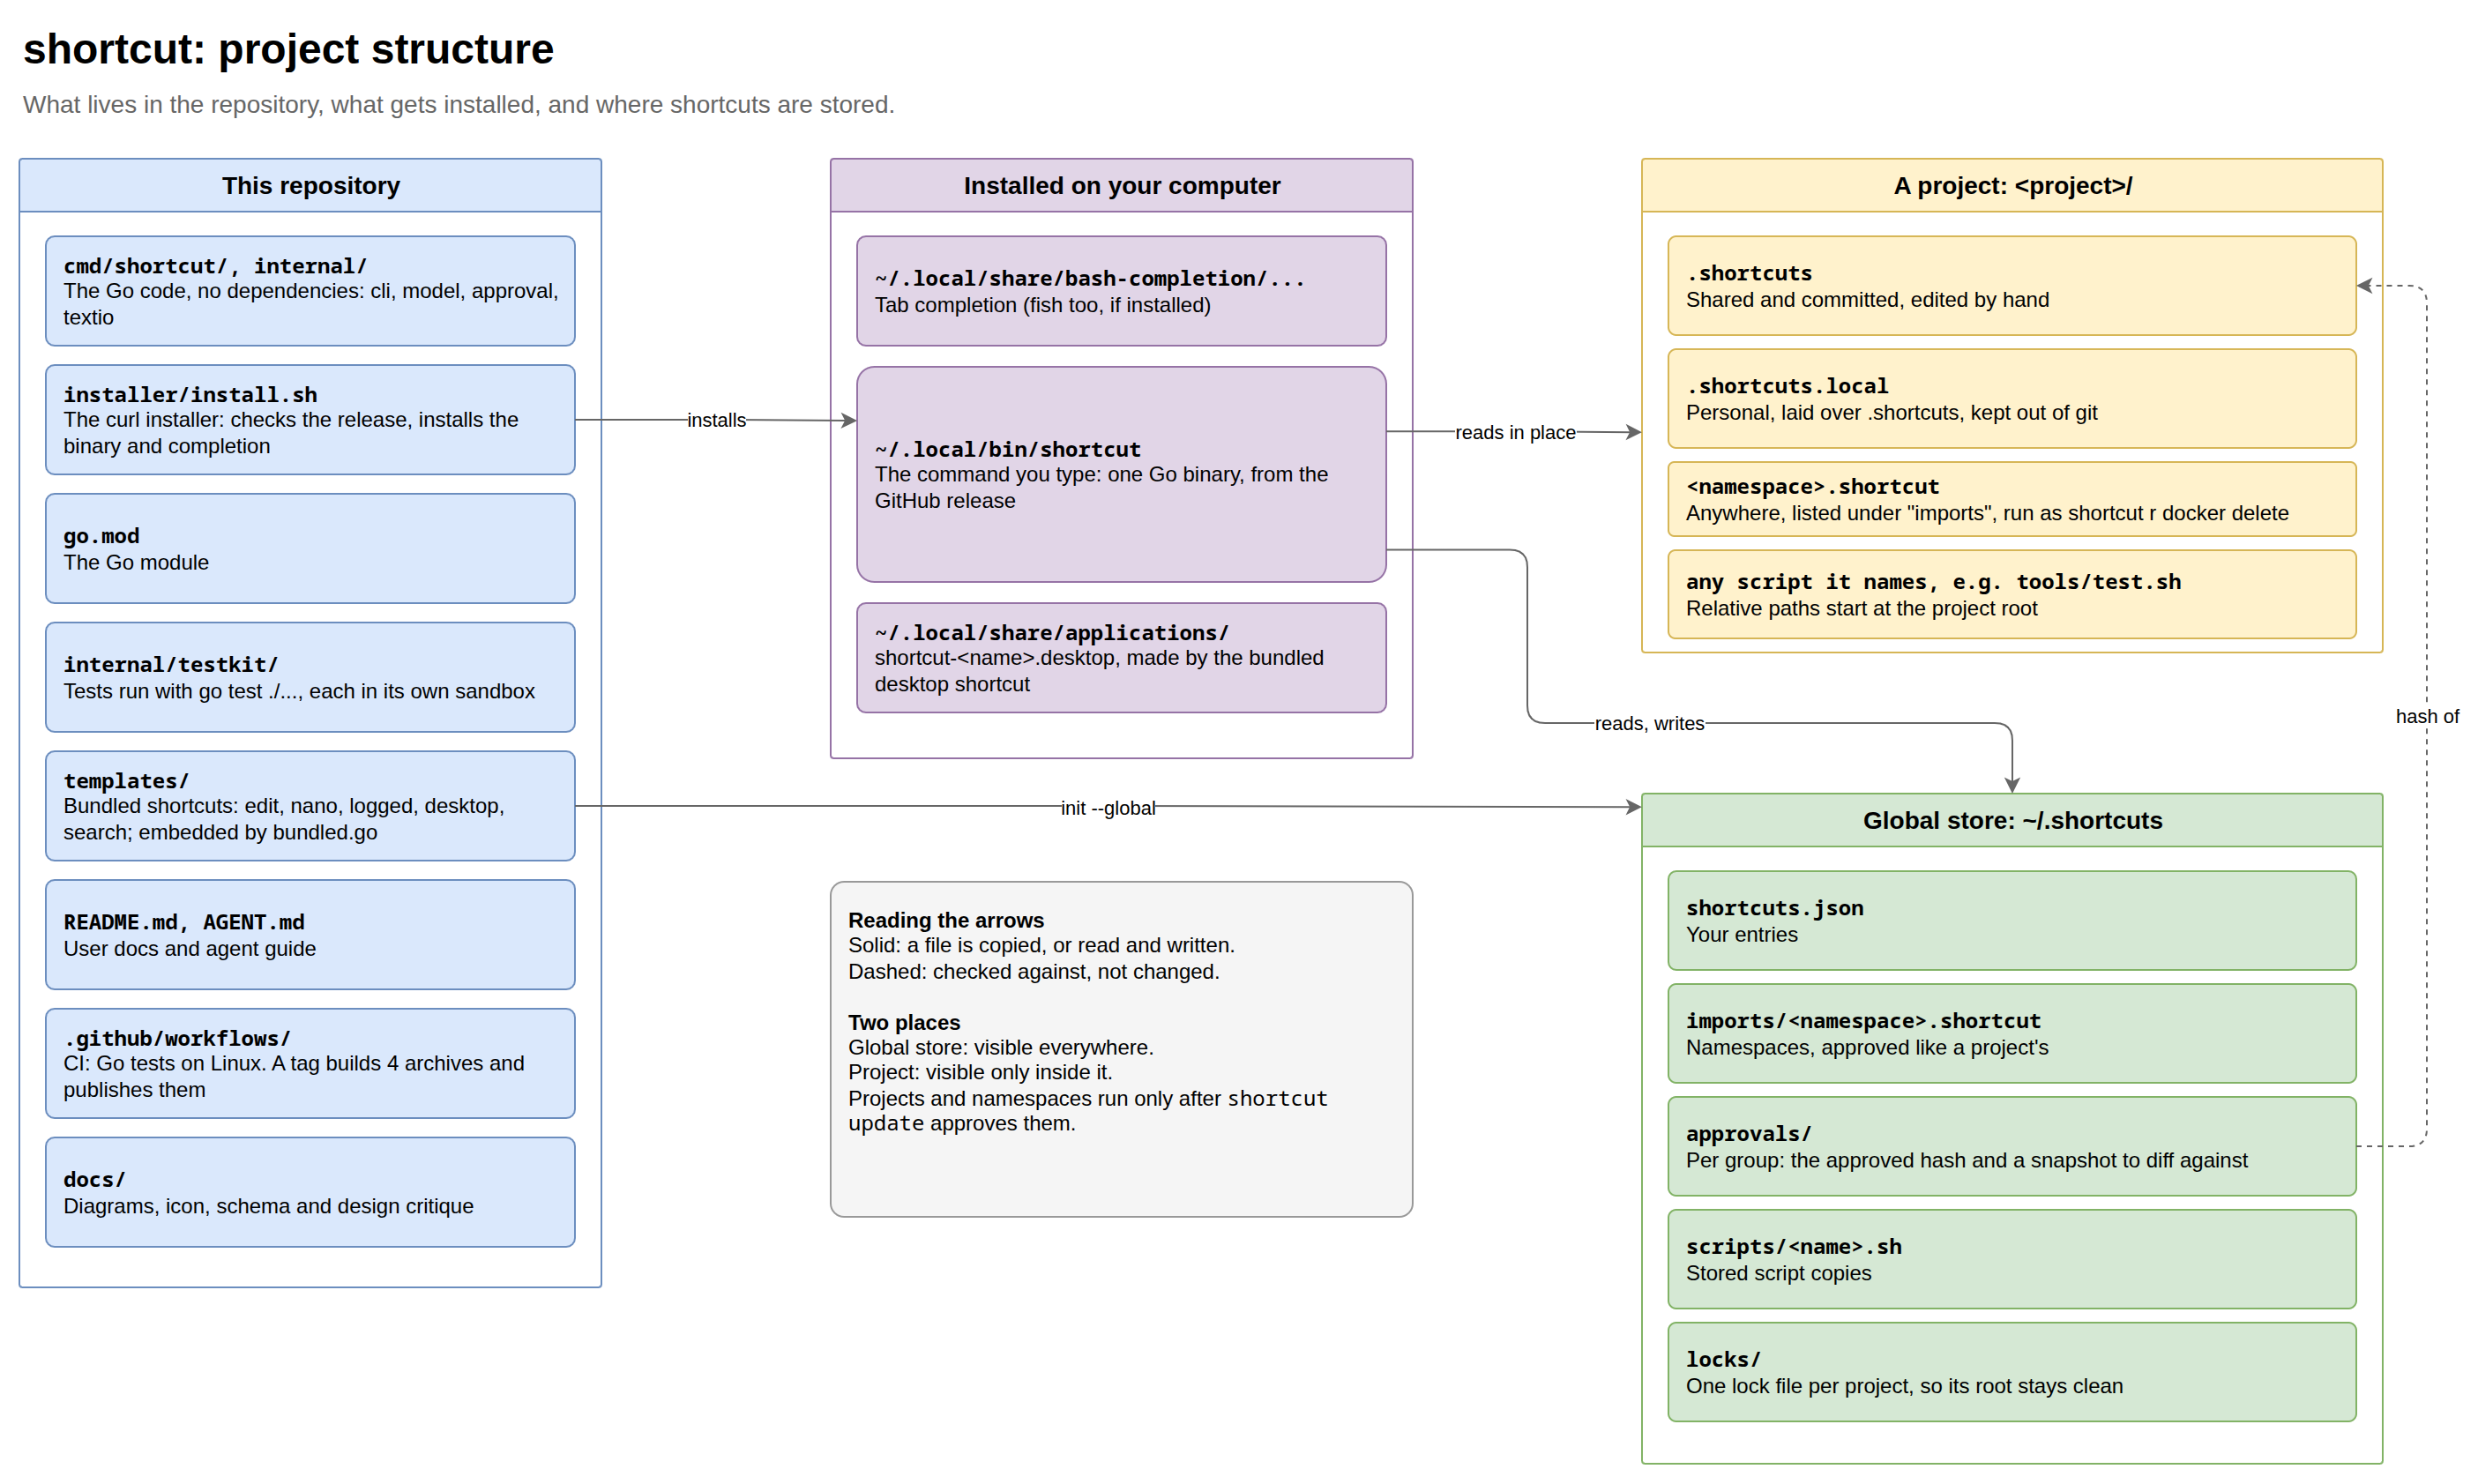 shortcut: project structure
What lives in the repository, what gets installed, and where shortcuts are stored.
This repository
cmd/shortcut/, internal/
The Go code, no dependencies: cli, model, approval,
textio
installer/install.sh
The curl installer: checks the release, installs the
binary and completion
go.mod
The Go module
internal/testkit/
Tests run with go test ./..., each in its own sandbox
templates/
Bundled shortcuts: edit, nano, logged, desktop,
search; embedded by bundled.go
README.md, AGENT.md
User docs and agent guide
.github/workflows/
CI: Go tests on Linux. A tag builds 4 archives and
publishes them
docs/
Diagrams, icon, schema and design critique
installs
init --global
Installed on your computer
~/.local/share/bash-completion/...
Tab completion (fish too, if installed)
~/.local/bin/shortcut
The command you type: one Go binary, from the
GitHub release
~/.local/share/applications/
shortcut-<name>.desktop, made by the bundled
desktop shortcut
Reading the arrows
Solid: a file is copied, or read and written.
Dashed: checked against, not changed.
Two places
Global store: visible everywhere.
Project: visible only inside it.
Projects and namespaces run only after shortcut
update approves them.
reads in place
reads, writes
A project: <project>/
.shortcuts
Shared and committed, edited by hand
.shortcuts.local
Personal, laid over .shortcuts, kept out of git
<namespace>.shortcut
Anywhere, listed under "imports", run as shortcut r docker delete
any script it names, e.g. tools/test.sh
Relative paths start at the project root
hash of
Global store: ~/.shortcuts
shortcuts.json
Your entries
imports/<namespace>.shortcut
Namespaces, approved like a project's
approvals/
Per group: the approved hash and a snapshot to diff against
scripts/<name>.sh
Stored script copies
locks/
One lock file per project, so its root stays clean